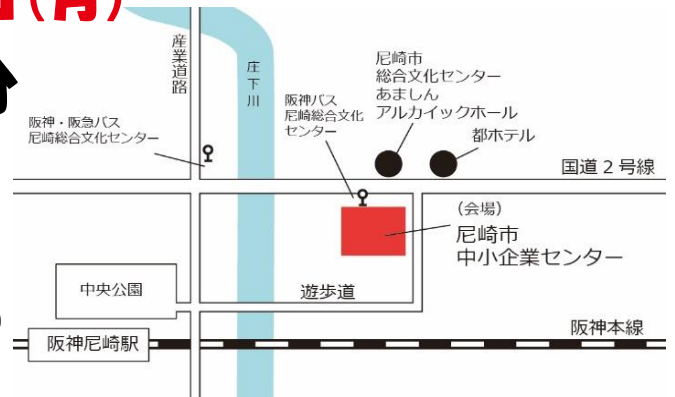 (月)
産業道路
庄下川
尼崎市
総合文化センター
あましん
アルカイックホール
阪神バス
尼崎総合文化
センター
都ホテル
阪神・阪急バス
尼崎総合文化センター
国道2号線
(会場)
尼崎市
中小企業センター
中央公園
遊歩道
阪神本線
阪神尼崎駅